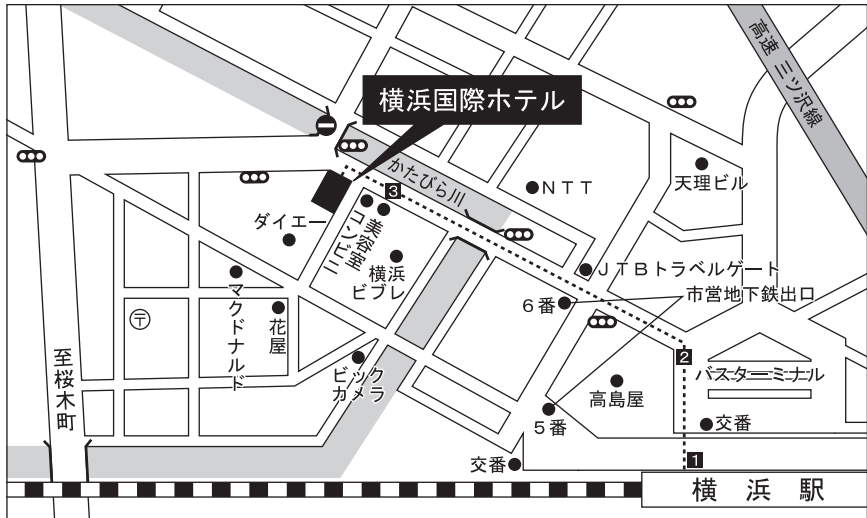 高速 三ツ沢線
横浜国際ホテル
かたびら川
3
NTT
天理ビル
ダイエー
美容室
コンビニ
横浜
ビブレ
JTBトラベルゲート
市営地下鉄出口
マクドナルド
〒
花屋
6番
2
バスターミナル
至桜木町
ビック
カメラ
高島屋
5番
交番
交番
1
横浜駅